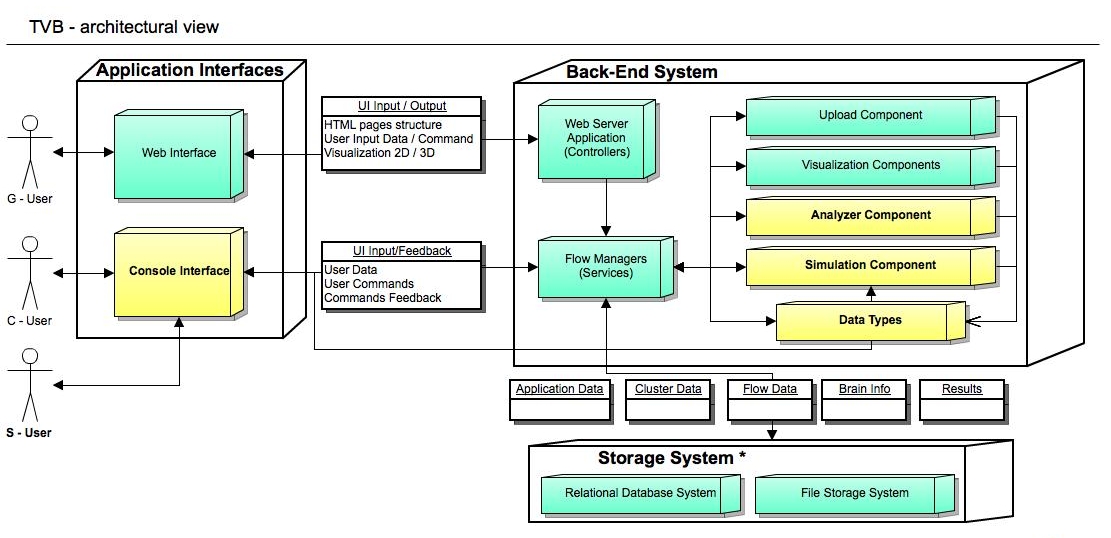 TVB - architectural view
Application Interfaces
Back-End System
Web Interface
Console Interface
G - User
C - User
S - User
UI Input / Output
HTML pages structure
User Input Data / Command
Visualization 2D / 3D
UI Input/Feedback
User Data
User Commands
Commands Feedback
Web Server
Application
(Controllers)
Flow Managers
(Services)
Upload Component
Visualization Components
Analyzer Component
Simulation Component
Data Types
Application Data
Cluster Data
Flow Data
Brain Info
Results
Storage System *
Relational Database System
File Storage System